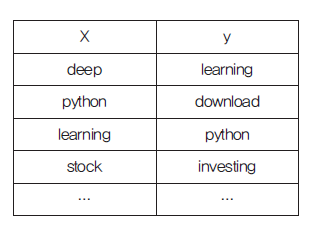 X y
deep learning
python download
learning python
stock investing
... ...